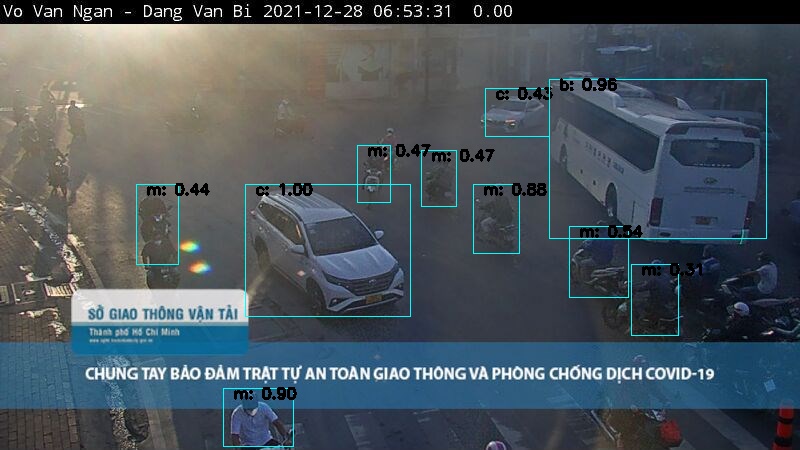 Vo Van Ngan - Dang Van Bi 2021-12-28 06:53:31 0.00
c: 0.43
b: 0.96
m: 0.47
m: 0.47
m: 0.44
c: 1.00
m: 0.88
m: 0.54
m: 0.31
SỞ GIAO THÔNG VẬN TẢI
Thành phố Hồ Chí Minh
CHUNG TAY BẢO ĐẢM TRẬT TỰ AN TOÀN GIAO THÔNG VÀ PHÒNG CHỐNG DỊCH COVID-19
m: 0.90